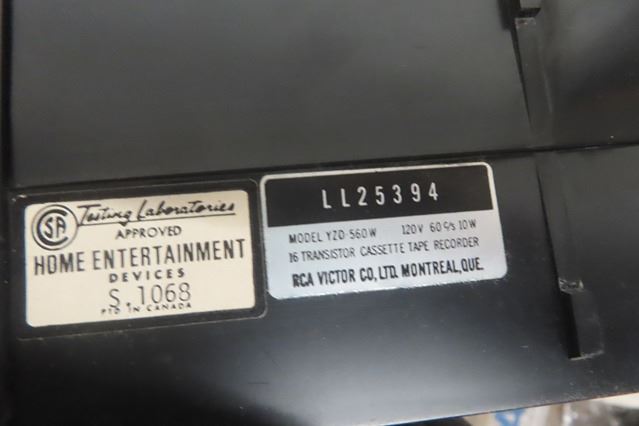 CSA Testing Laboratories
APPROVED
HOME ENTERTAINMENT
DEVICES
S. 1068
PTD IN CANADA
LL25394
MODEL YZD-560W 120V 60 c/s 10W
16 TRANSISTOR CASSETTE TAPE RECORDER
RCA VICTOR CO, LTD. MONTREAL, QUE.